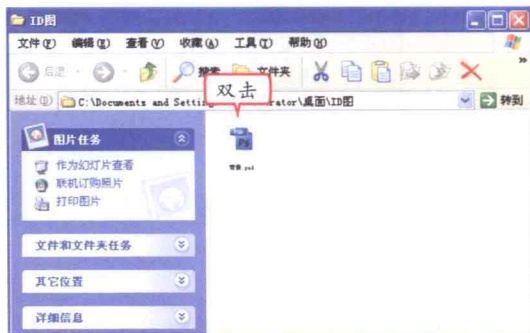 ID图
文件(F) 编辑(E) 查看(V) 收藏(A) 工具(T) 帮助(H)
后退 搜索 文件夹
地址(D) C:\Documents and Setting rator\桌面\ID图 转到
双击
图片任务
作为幻灯片查看
联机订购照片
打印图片
文件和文件夹任务
其它位置
详细信息